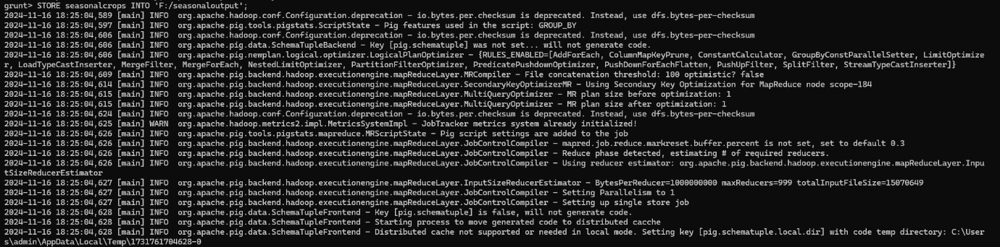 grunt> STORE seasonalcrops INTO 'F:/seasonaloutput';
2024-11-16 18:25:04,589 [main] INFO  org.apache.hadoop.conf.Configuration.deprecation - io.bytes.per.checksum is deprecated. Instead, use dfs.bytes-per-checksum
2024-11-16 18:25:04,597 [main] INFO  org.apache.pig.tools.pigstats.ScriptState - Pig features used in the script: GROUP_BY
2024-11-16 18:25:04,606 [main] INFO  org.apache.hadoop.conf.Configuration.deprecation - io.bytes.per.checksum is deprecated. Instead, use dfs.bytes-per-checksum
2024-11-16 18:25:04,606 [main] INFO  org.apache.pig.data.SchemaTupleBackend - Key [pig.schematuple] was not set... will not generate code.
2024-11-16 18:25:04,606 [main] INFO  org.apache.pig.newplan.logical.optimizer.LogicalPlanOptimizer - {RULES_ENABLED=[AddForEach, ColumnMapKeyPrune, ConstantCalculator, GroupByConstParallelSetter, LimitOptimize
r, LoadTypeCastInserter, MergeFilter, MergeForEach, NestedLimitOptimizer, PartitionFilterOptimizer, PredicatePushdownOptimizer, PushDownForEachFlatten, PushUpFilter, SplitFilter, StreamTypeCastInserter]}
2024-11-16 18:25:04,609 [main] INFO  org.apache.pig.backend.hadoop.executionengine.mapReduceLayer.MRCompiler - File concatenation threshold: 100 optimistic? false
2024-11-16 18:25:04,614 [main] INFO  org.apache.pig.backend.hadoop.executionengine.mapReduceLayer.SecondaryKeyOptimizerMR - Using Secondary Key Optimization for MapReduce node scope-184
2024-11-16 18:25:04,615 [main] INFO  org.apache.pig.backend.hadoop.executionengine.mapReduceLayer.MultiQueryOptimizer - MR plan size before optimization: 1
2024-11-16 18:25:04,615 [main] INFO  org.apache.pig.backend.hadoop.executionengine.mapReduceLayer.MultiQueryOptimizer - MR plan size after optimization: 1
2024-11-16 18:25:04,624 [main] INFO  org.apache.hadoop.conf.Configuration.deprecation - io.bytes.per.checksum is deprecated. Instead, use dfs.bytes-per-checksum
2024-11-16 18:25:04,625 [main] WARN  org.apache.hadoop.metrics2.impl.MetricsSystemImpl - JobTracker metrics system already initialized!
2024-11-16 18:25:04,626 [main] INFO  org.apache.pig.tools.pigstats.mapreduce.MRScriptState - Pig script settings are added to the job
2024-11-16 18:25:04,626 [main] INFO  org.apache.pig.backend.hadoop.executionengine.mapReduceLayer.JobControlCompiler - mapred.job.reduce.markreset.buffer.percent is not set, set to default 0.3
2024-11-16 18:25:04,626 [main] INFO  org.apache.pig.backend.hadoop.executionengine.mapReduceLayer.JobControlCompiler - Reduce phase detected, estimating # of required reducers.
2024-11-16 18:25:04,626 [main] INFO  org.apache.pig.backend.hadoop.executionengine.mapReduceLayer.JobControlCompiler - Using reducer estimator: org.apache.pig.backend.hadoop.executionengine.mapReduceLayer.Inpu
tSizeReducerEstimator
2024-11-16 18:25:04,627 [main] INFO  org.apache.pig.backend.hadoop.executionengine.mapReduceLayer.InputSizeReducerEstimator - BytesPerReducer=1000000000 maxReducers=999 totalInputFileSize=15070649
2024-11-16 18:25:04,627 [main] INFO  org.apache.pig.backend.hadoop.executionengine.mapReduceLayer.JobControlCompiler - Setting Parallelism to 1
2024-11-16 18:25:04,627 [main] INFO  org.apache.pig.backend.hadoop.executionengine.mapReduceLayer.JobControlCompiler - Setting up single store job
2024-11-16 18:25:04,628 [main] INFO  org.apache.pig.data.SchemaTupleFrontend - Key [pig.schematuple] is false, will not generate code.
2024-11-16 18:25:04,628 [main] INFO  org.apache.pig.data.SchemaTupleFrontend - Starting process to move generated code to distributed cacche
2024-11-16 18:25:04,628 [main] INFO  org.apache.pig.data.SchemaTupleFrontend - Distributed cache not supported or needed in local mode. Setting key [pig.schematuple.local.dir] with code temp directory: C:\User
s\admin\AppData\Local\Temp\1731761704628-0